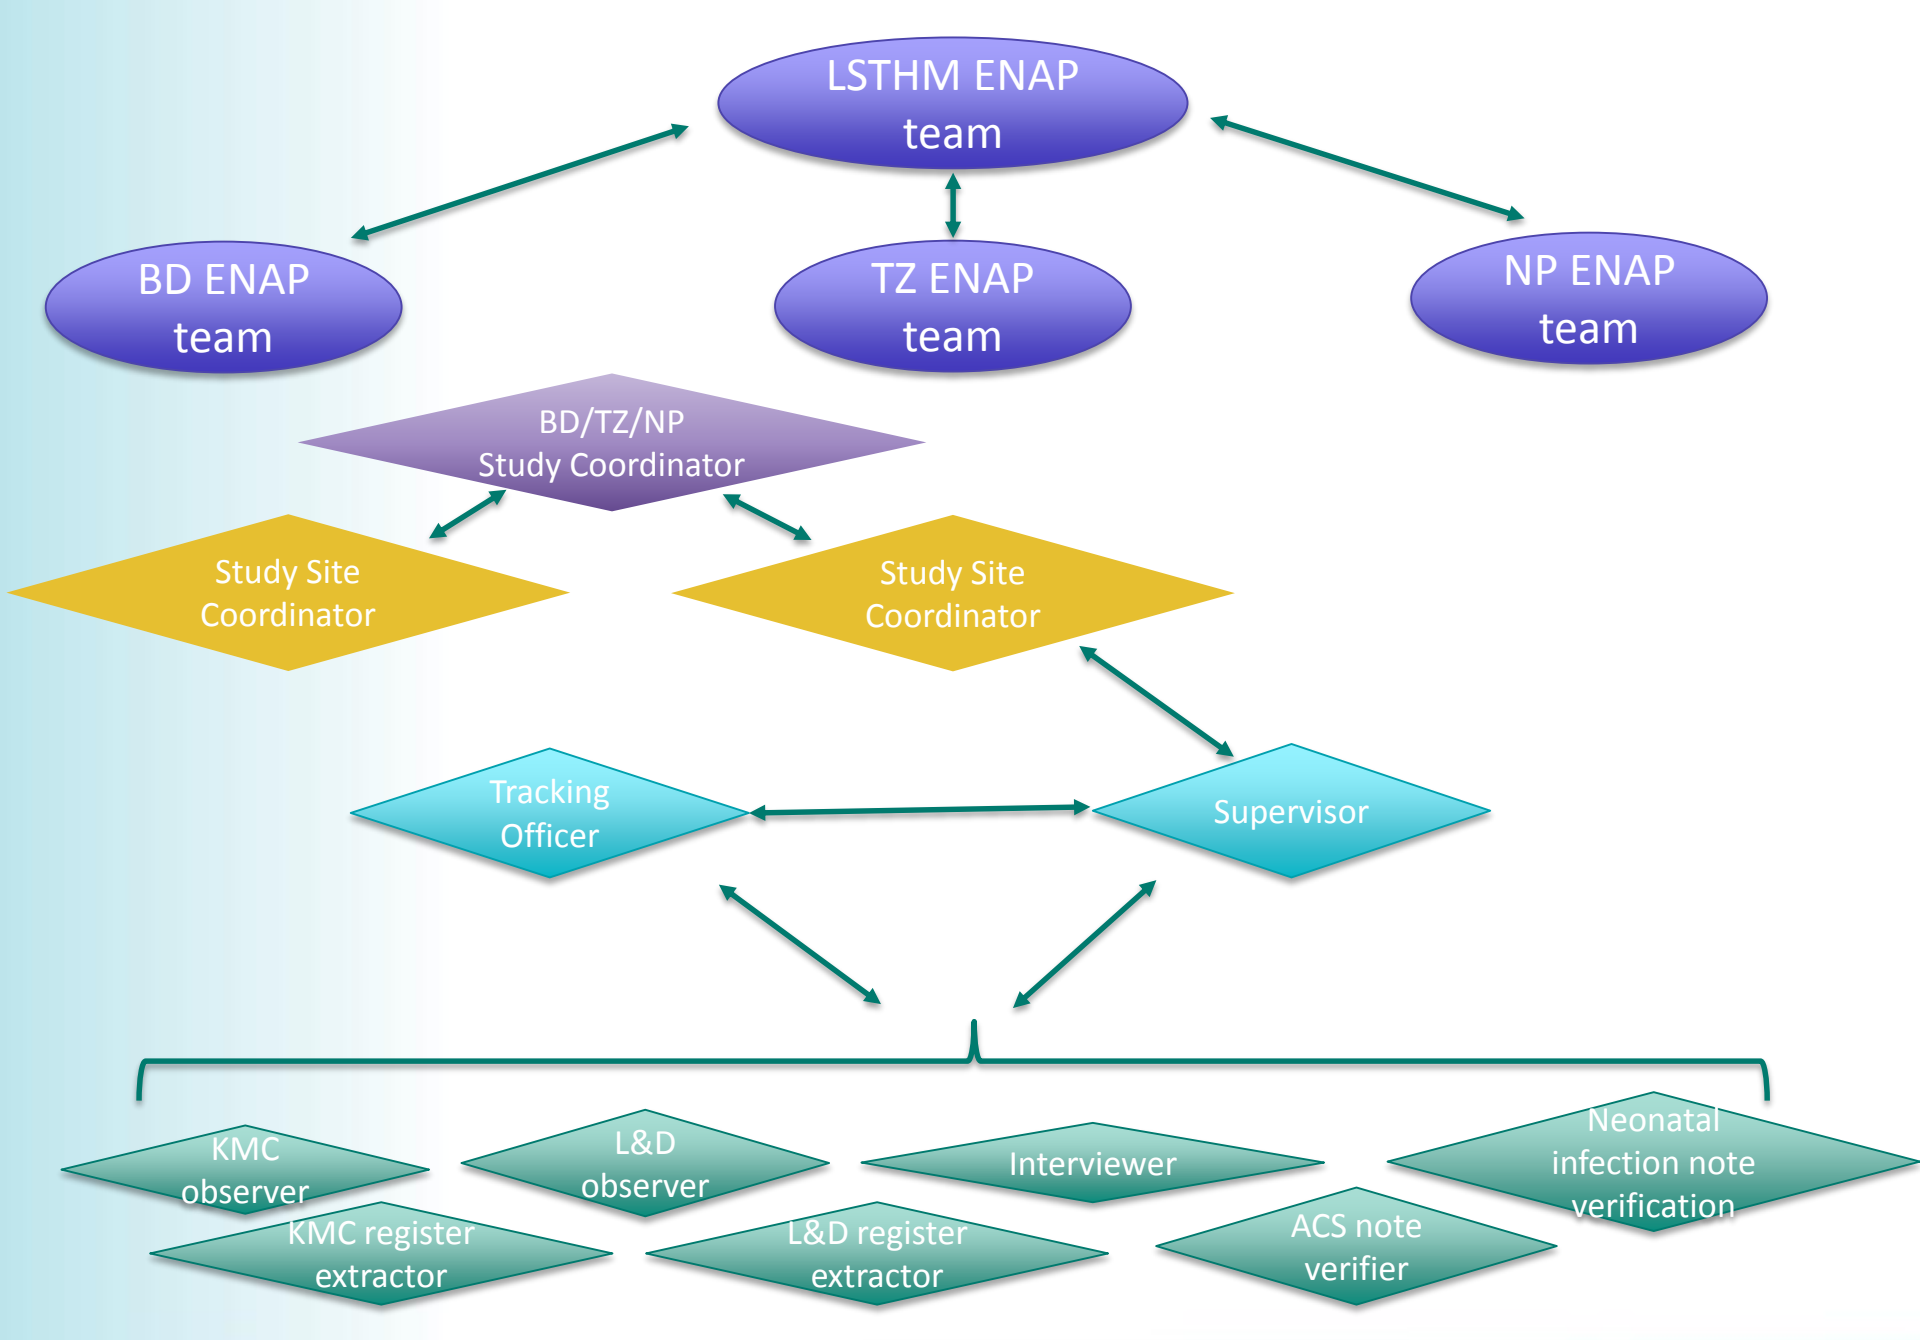 LSTHM ENAP
team
BD ENAP
team
TZ ENAP
team
NP ENAP
team
BD/TZ/NP
Study Coordinator
Study Site
Coordinator
Study Site
Coordinator
Tracking
Officer
Supervisor
KMC
observer
L&D
observer
Interviewer
Neonatal
infection note
verification
KMC register
extractor
L&D register
extractor
ACS note
verifier